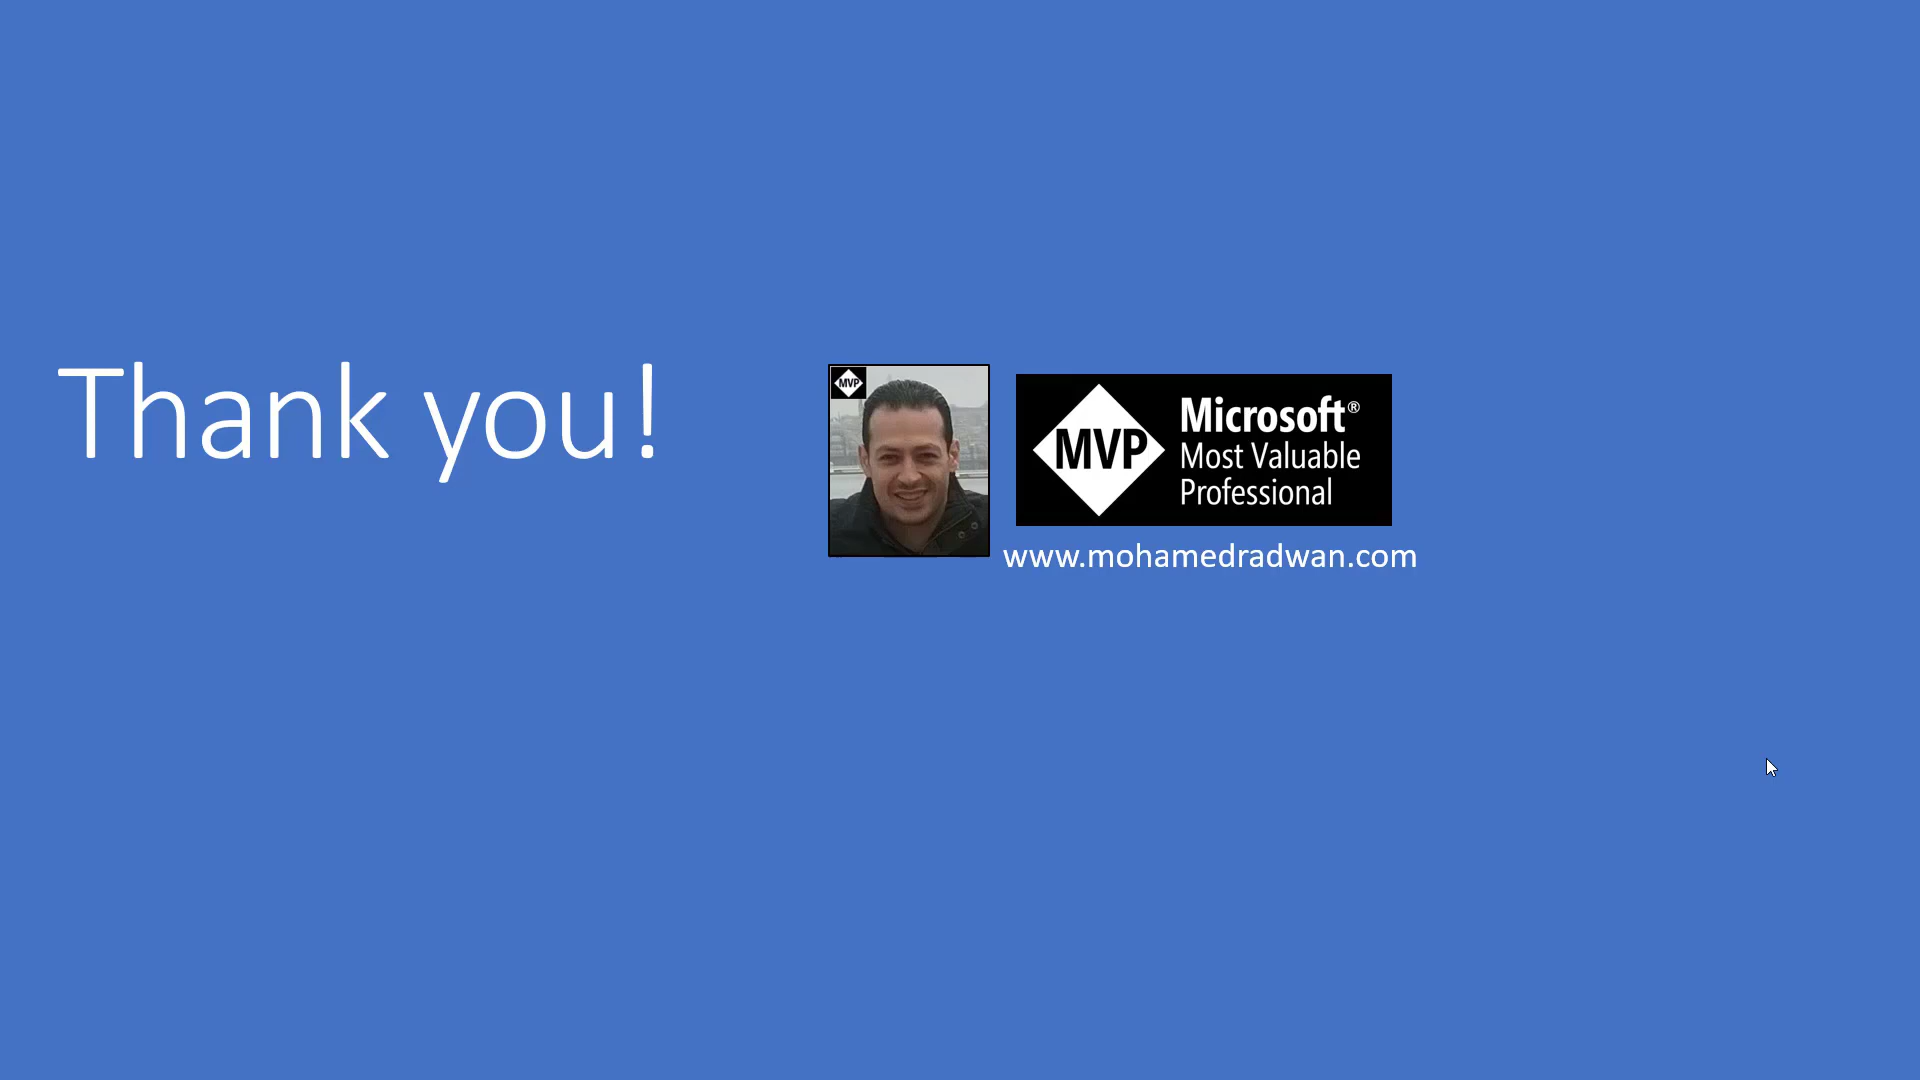 Thank you!
MVP
MVP
Microsoft®
Most Valuable
Professional
www.mohamedradwan.com